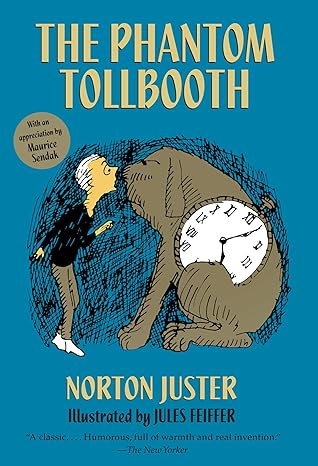 THE PHANTOM
TOLLBOOTH
With an
appreciation by
Maurice
Sendak
NORTON JUSTER
Illustrated by JULES FEIFFER
“A classic. . . . Humorous, full of warmth and real invention.”
—The New Yorker